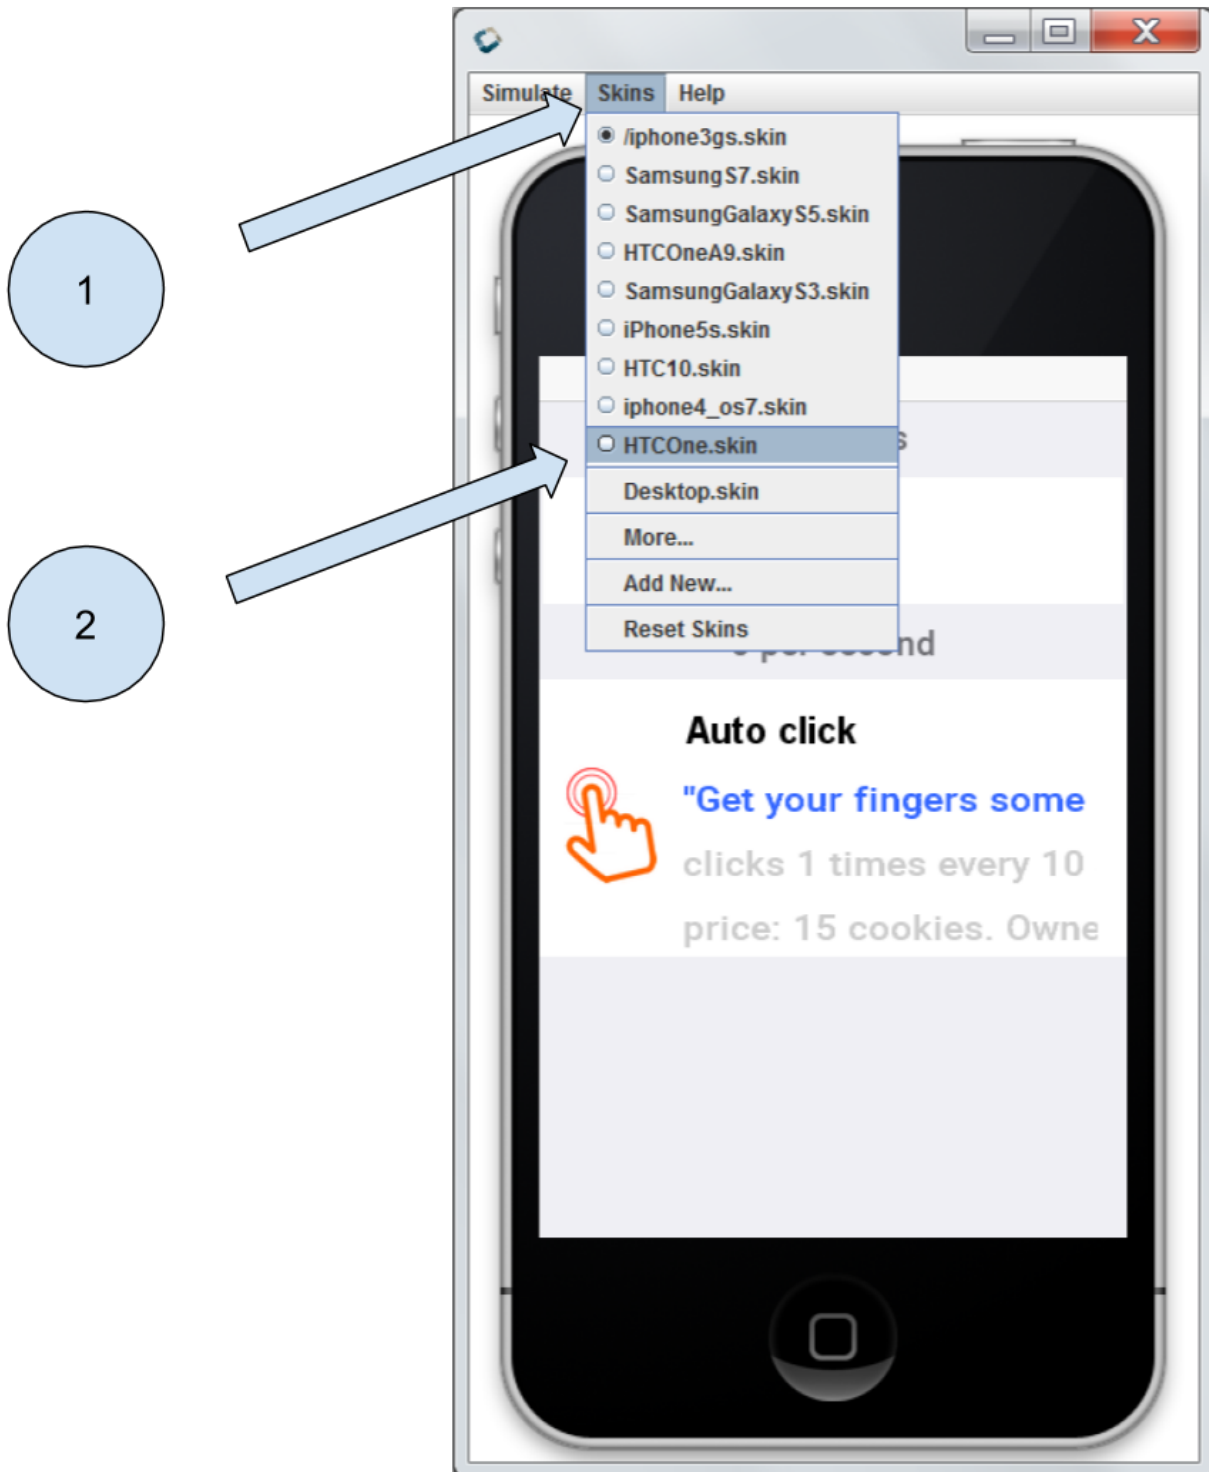 Simulate Skins Help
/iphone3gs.skin
SamsungS7.skin
SamsungGalaxyS5.skin
HTCOneA9.skin
SamsungGalaxyS3.skin
iPhone5s.skin
HTC10.skin
iphone4_os7.skin
HTCOne.skin
Desktop.skin
More...
Add New...
Reset Skins
1
2
per second
Auto click
"Get your fingers some
clicks 1 times every 10
price: 15 cookies. Owne